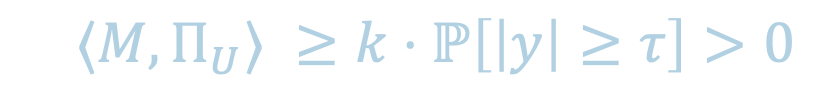 ⟨M, Π_U⟩ ≥ k · ℙ[|y| ≥ τ] > 0